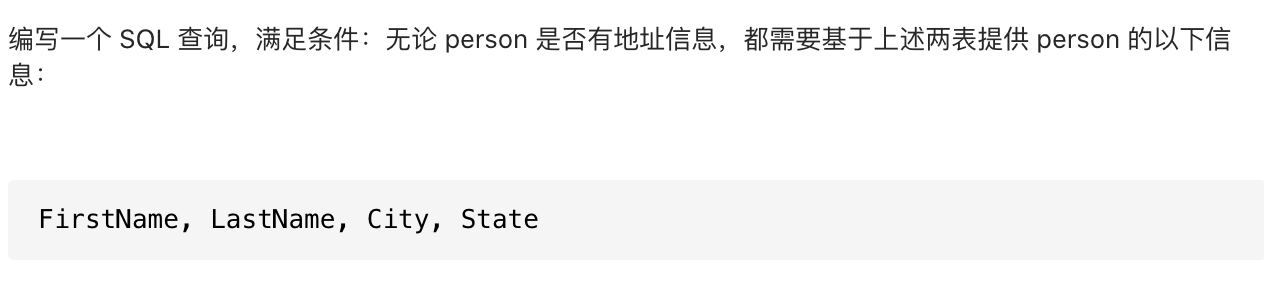 编写一个 SQL 查询，满足条件：无论 person 是否有地址信息，都需要基于上述两表提供 person 的以下信
息：
FirstName, LastName, City, State